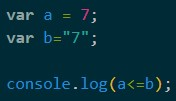 var a = 7;
var b="7";
console.log(a<=b);